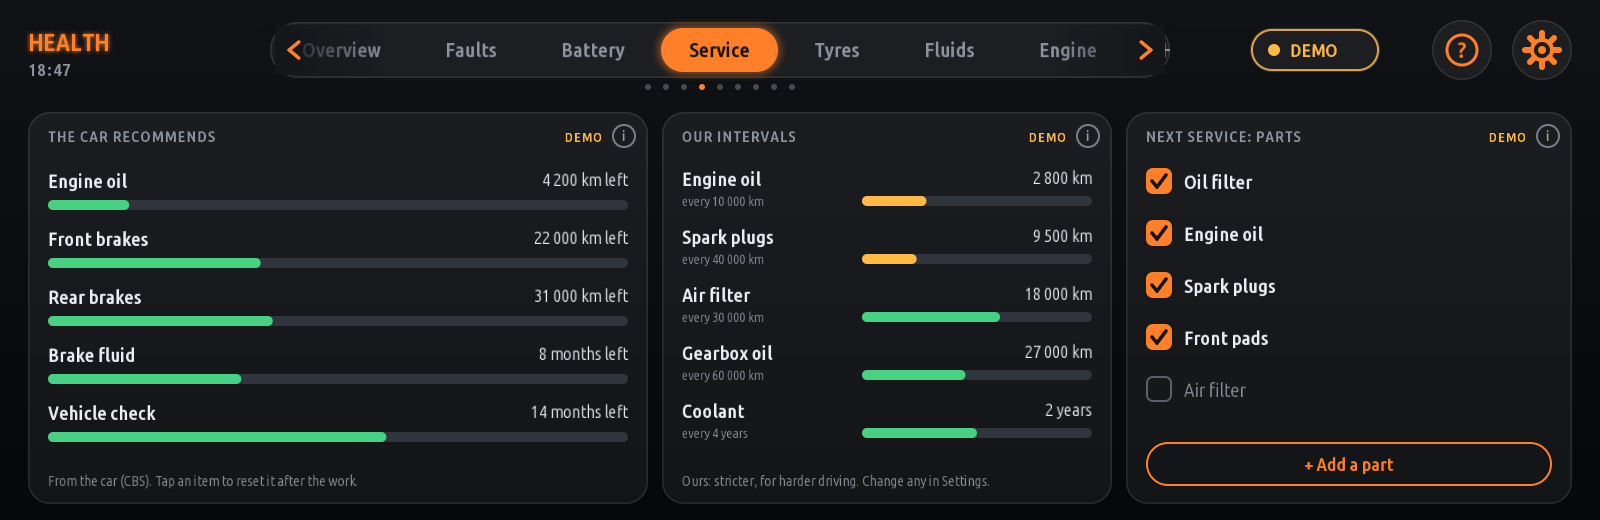 HEALTH
18:47
Overview
Faults
Battery
Service
Tyres
Fluids
Engine
DEMO
?
THE CAR RECOMMENDS
DEMO
i
Engine oil
4 200 km left
Front brakes
22 000 km left
Rear brakes
31 000 km left
Brake fluid
8 months left
Vehicle check
14 months left
From the car (CBS). Tap an item to reset it after the work.
OUR INTERVALS
DEMO
i
Engine oil
2 800 km
every 10 000 km
Spark plugs
9 500 km
every 40 000 km
Air filter
18 000 km
every 30 000 km
Gearbox oil
27 000 km
every 60 000 km
Coolant
2 years
every 4 years
Ours: stricter, for harder driving. Change any in Settings.
NEXT SERVICE: PARTS
DEMO
i
Oil filter
Engine oil
Spark plugs
Front pads
Air filter
+ Add a part